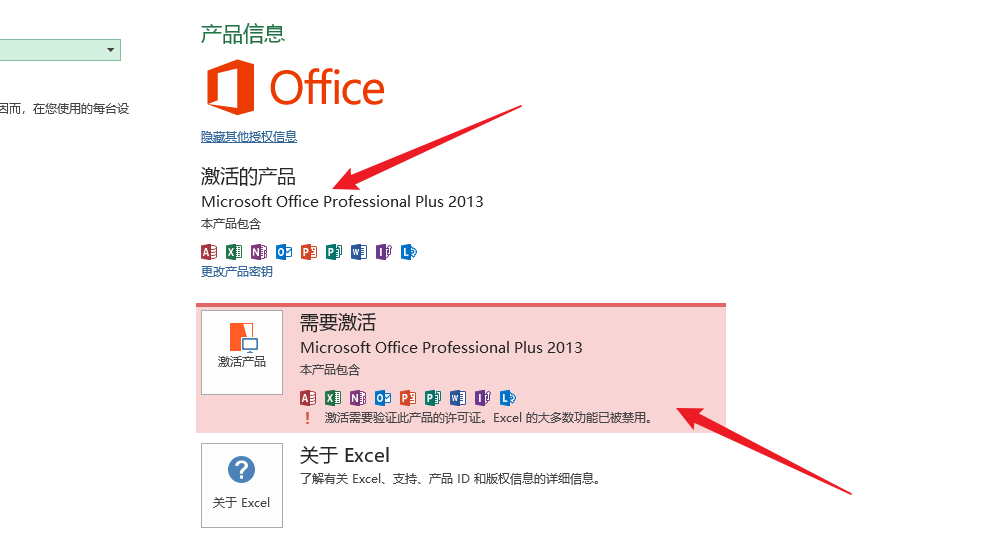 产品信息
Office
因而，在您使用的每台设
隐藏其他授权信息
激活的产品
Microsoft Office Professional Plus 2013
本产品包含
更改产品密钥
需要激活
Microsoft Office Professional Plus 2013
激活产品
本产品包含
! 激活需要验证此产品的许可证。Excel 的大多数功能已被禁用。
关于 Excel
了解有关 Excel、支持、产品 ID 和版权信息的详细信息。
?
关于 Excel